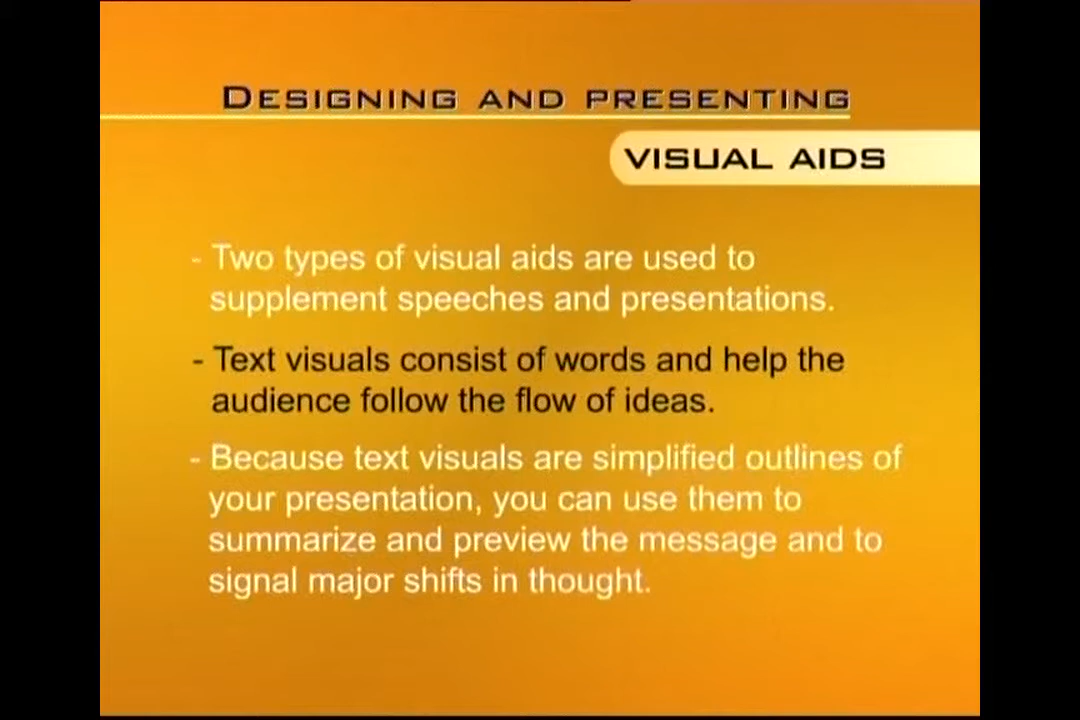 DESIGNING AND PRESENTING
VISUAL AIDS
- Two types of visual aids are used to
supplement speeches and presentations.
- Text visuals consist of words and help the
audience follow the flow of ideas.
- Because text visuals are simplified outlines of
your presentation, you can use them to
summarize and preview the message and to
signal major shifts in thought.